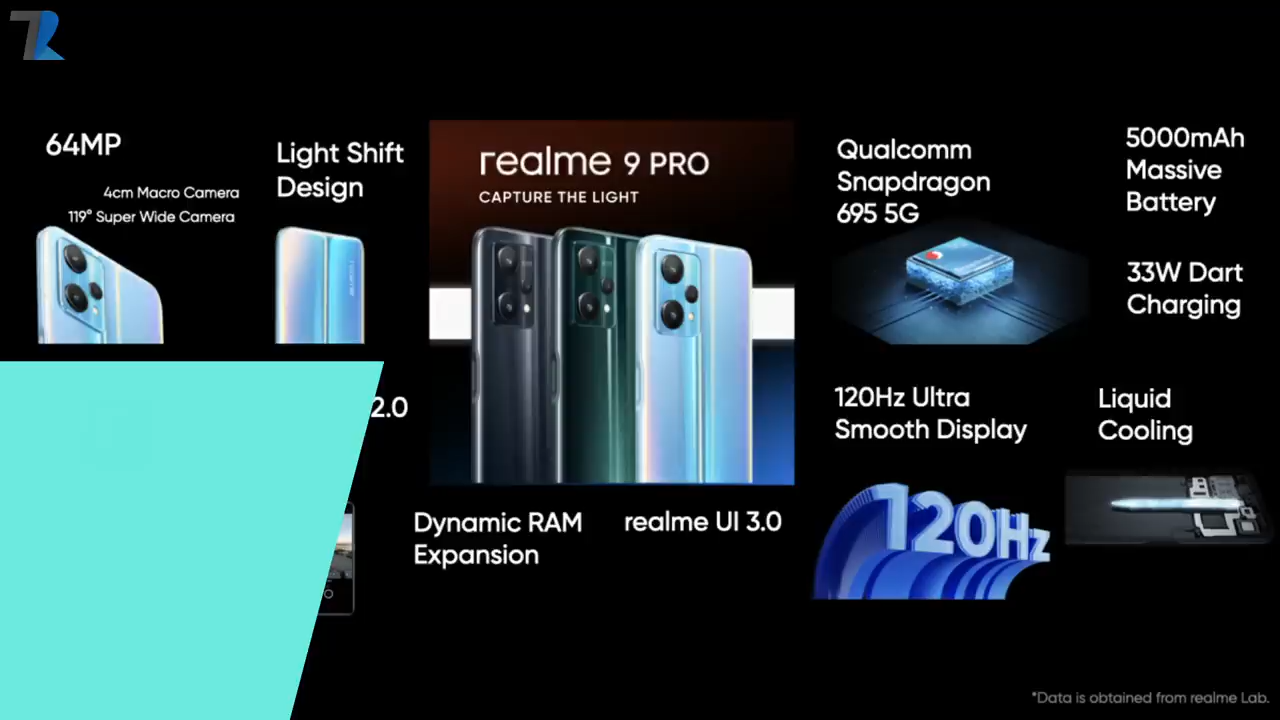 64MP
4cm Macro Camera
119° Super Wide Camera
Light Shift
Design
realme 9 PRO
CAPTURE THE LIGHT
Qualcomm
Snapdragon
695 5G
5000mAh
Massive
Battery
33W Dart
Charging
2.0
Dynamic RAM
Expansion
realme UI 3.0
120Hz Ultra
Smooth Display
120Hz
Liquid
Cooling
*Data is obtained from realme Lab.